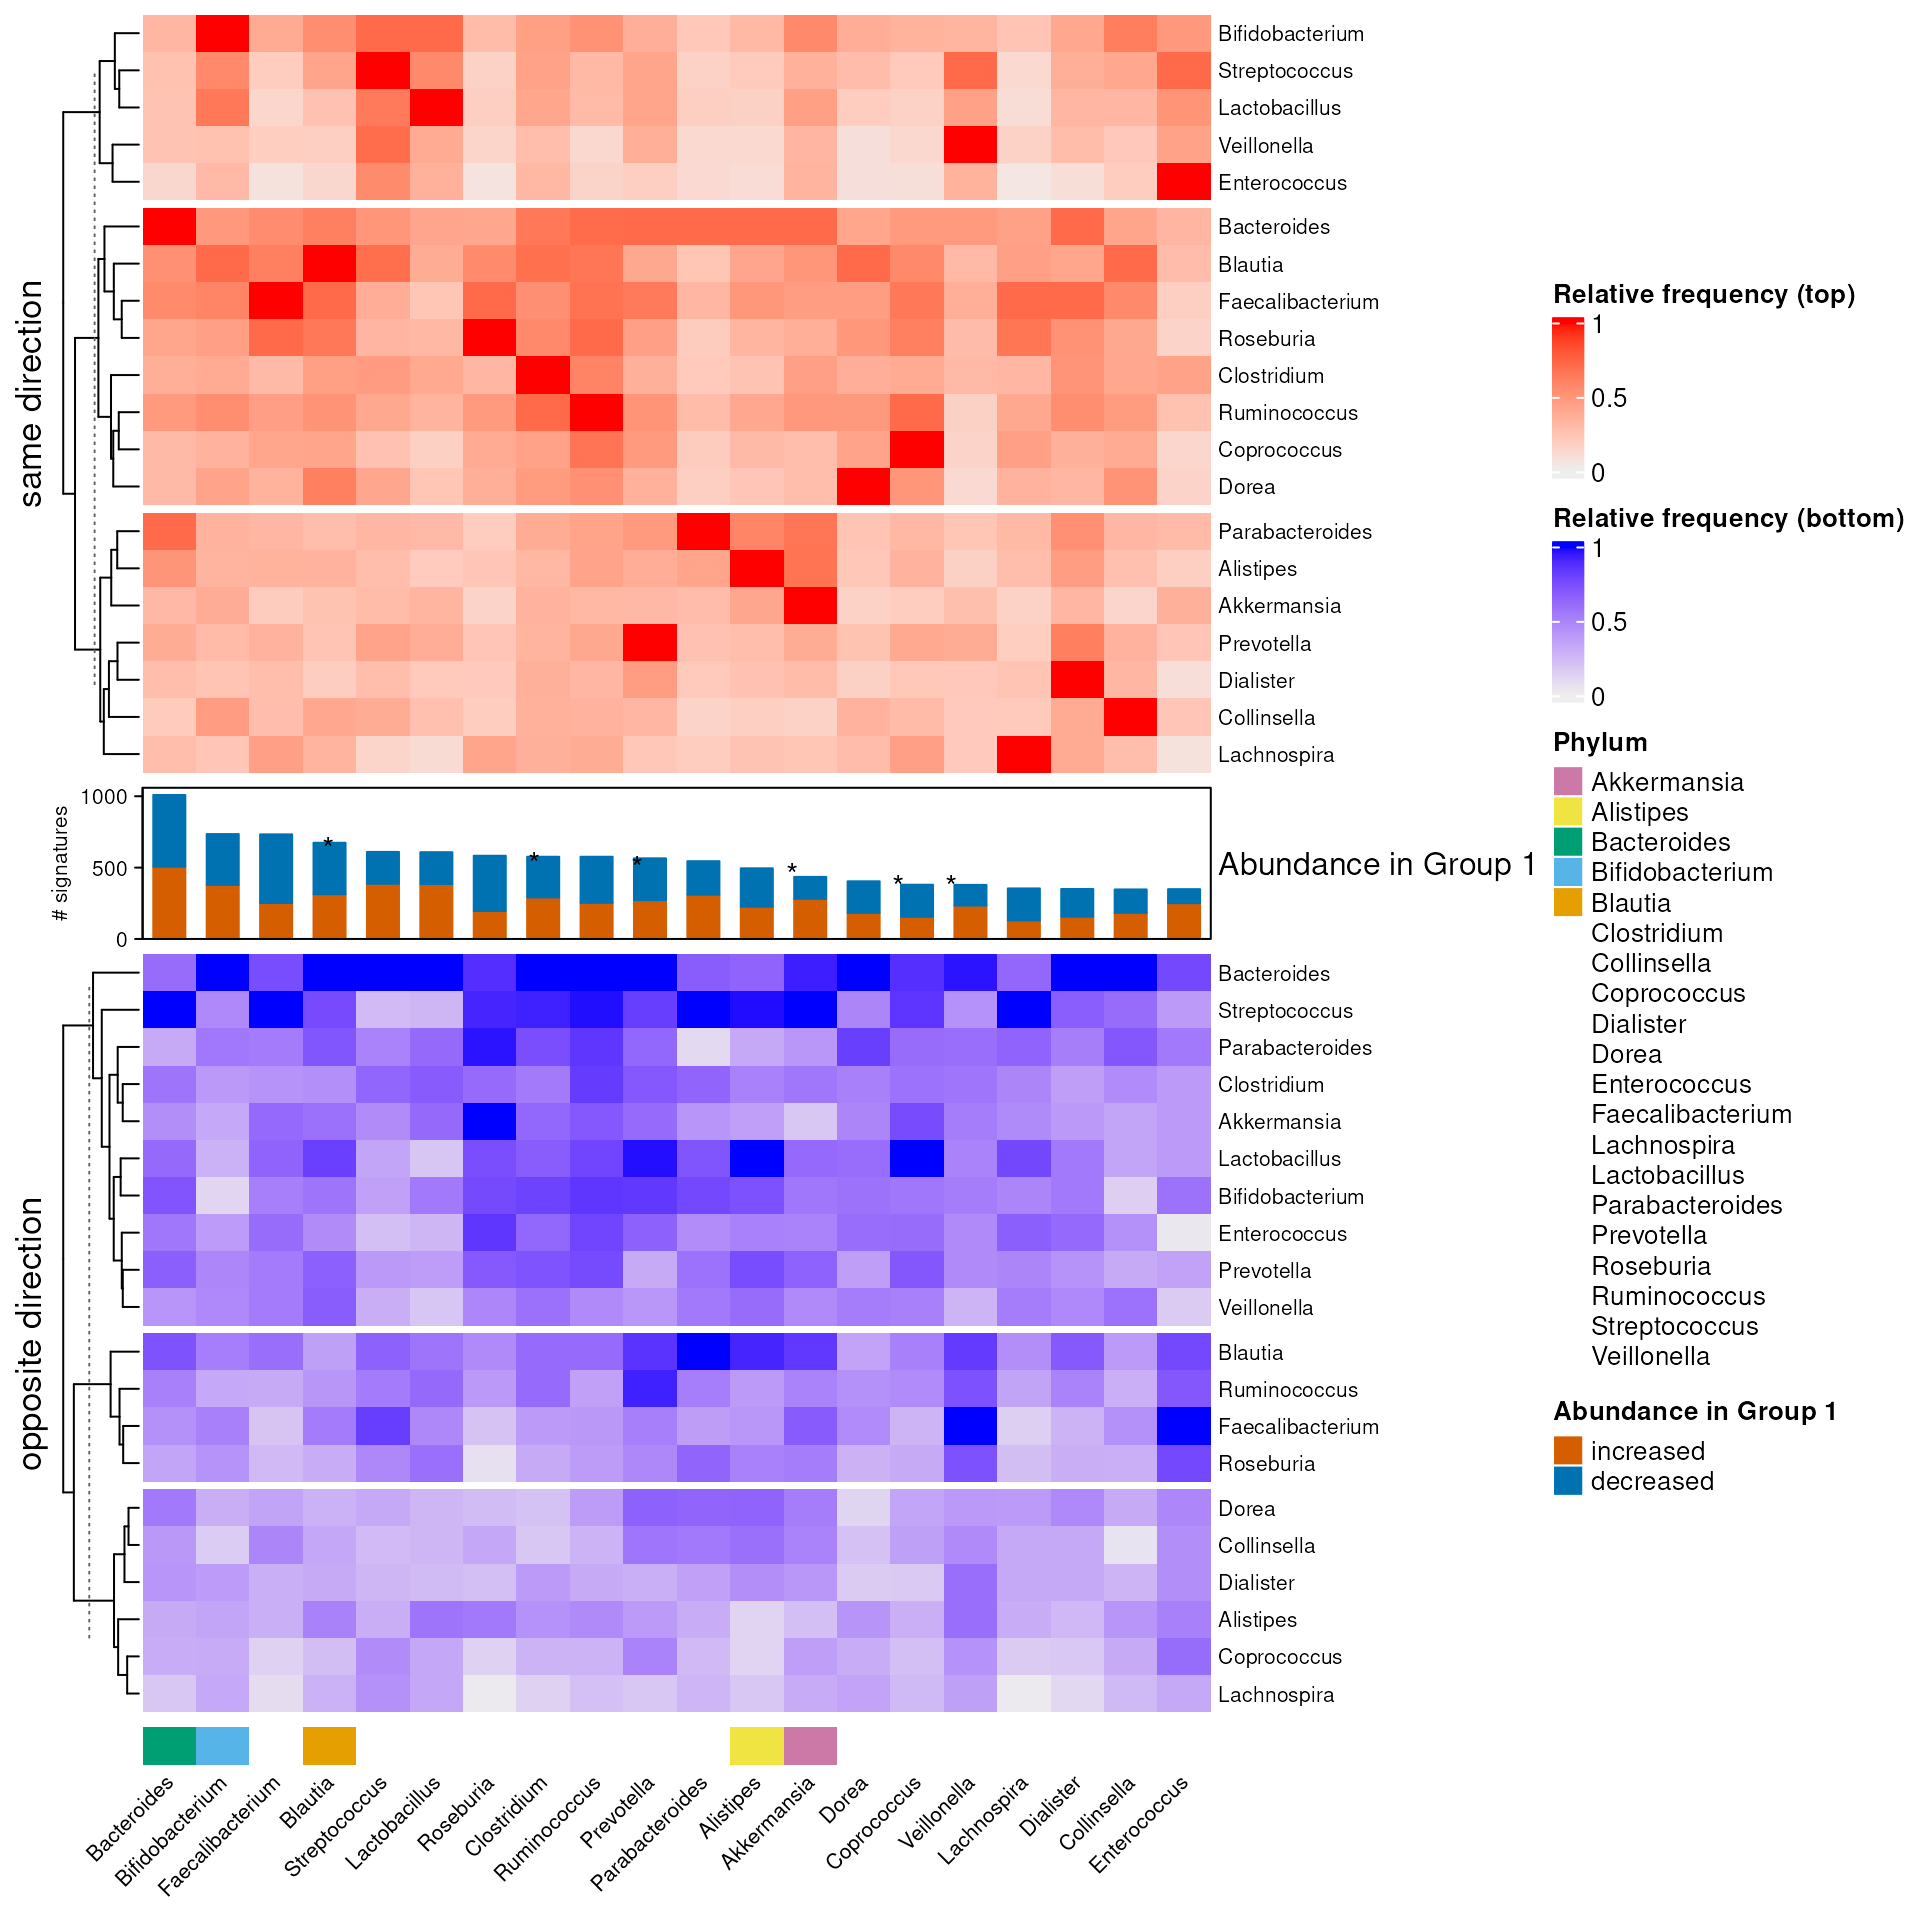 same direction
Bifidobacterium
Streptococcus
Lactobacillus
Veillonella
Enterococcus
Bacteroides
Blautia
Faecalibacterium
Roseburia
Clostridium
Ruminococcus
Coprococcus
Dorea
Parabacteroides
Alistipes
Akkermansia
Prevotella
Dialister
Collinsella
Lachnospira
# signatures
1000
500
0
* * * * * *
Abundance in Group 1
opposite direction
Bacteroides
Streptococcus
Parabacteroides
Clostridium
Akkermansia
Lactobacillus
Bifidobacterium
Enterococcus
Prevotella
Veillonella
Blautia
Ruminococcus
Faecalibacterium
Roseburia
Dorea
Collinsella
Dialister
Alistipes
Coprococcus
Lachnospira
Bacteroides
Bifidobacterium
Faecalibacterium
Blautia
Streptococcus
Lactobacillus
Roseburia
Clostridium
Ruminococcus
Prevotella
Parabacteroides
Alistipes
Akkermansia
Dorea
Coprococcus
Veillonella
Lachnospira
Dialister
Collinsella
Enterococcus
Relative frequency (top)
1
0.5
0
Relative frequency (bottom)
1
0.5
0
Phylum
Akkermansia
Alistipes
Bacteroides
Bifidobacterium
Blautia
Clostridium
Collinsella
Coprococcus
Dialister
Dorea
Enterococcus
Faecalibacterium
Lachnospira
Lactobacillus
Parabacteroides
Prevotella
Roseburia
Ruminococcus
Streptococcus
Veillonella
Abundance in Group 1
increased
decreased